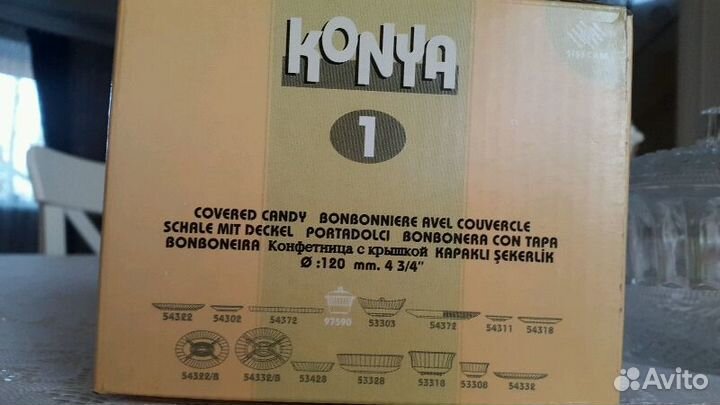 KONYA
ŞIŞECAM
1
COVERED CANDY BONBONNIERE AVEL COUVERCLE
SCHALE MIT DECKEL PORTADOLCI BONBONERA CON TAPA
BONBONEIRA Конфетница с крышкой KAPAKLI ŞEKERLİK
Ø :120 mm. 4 3/4"
54322 54302 54372 97590 53303 54372 54311 54318
54322/8 54332/8 53428 53328 53318 53308 54332
Avito